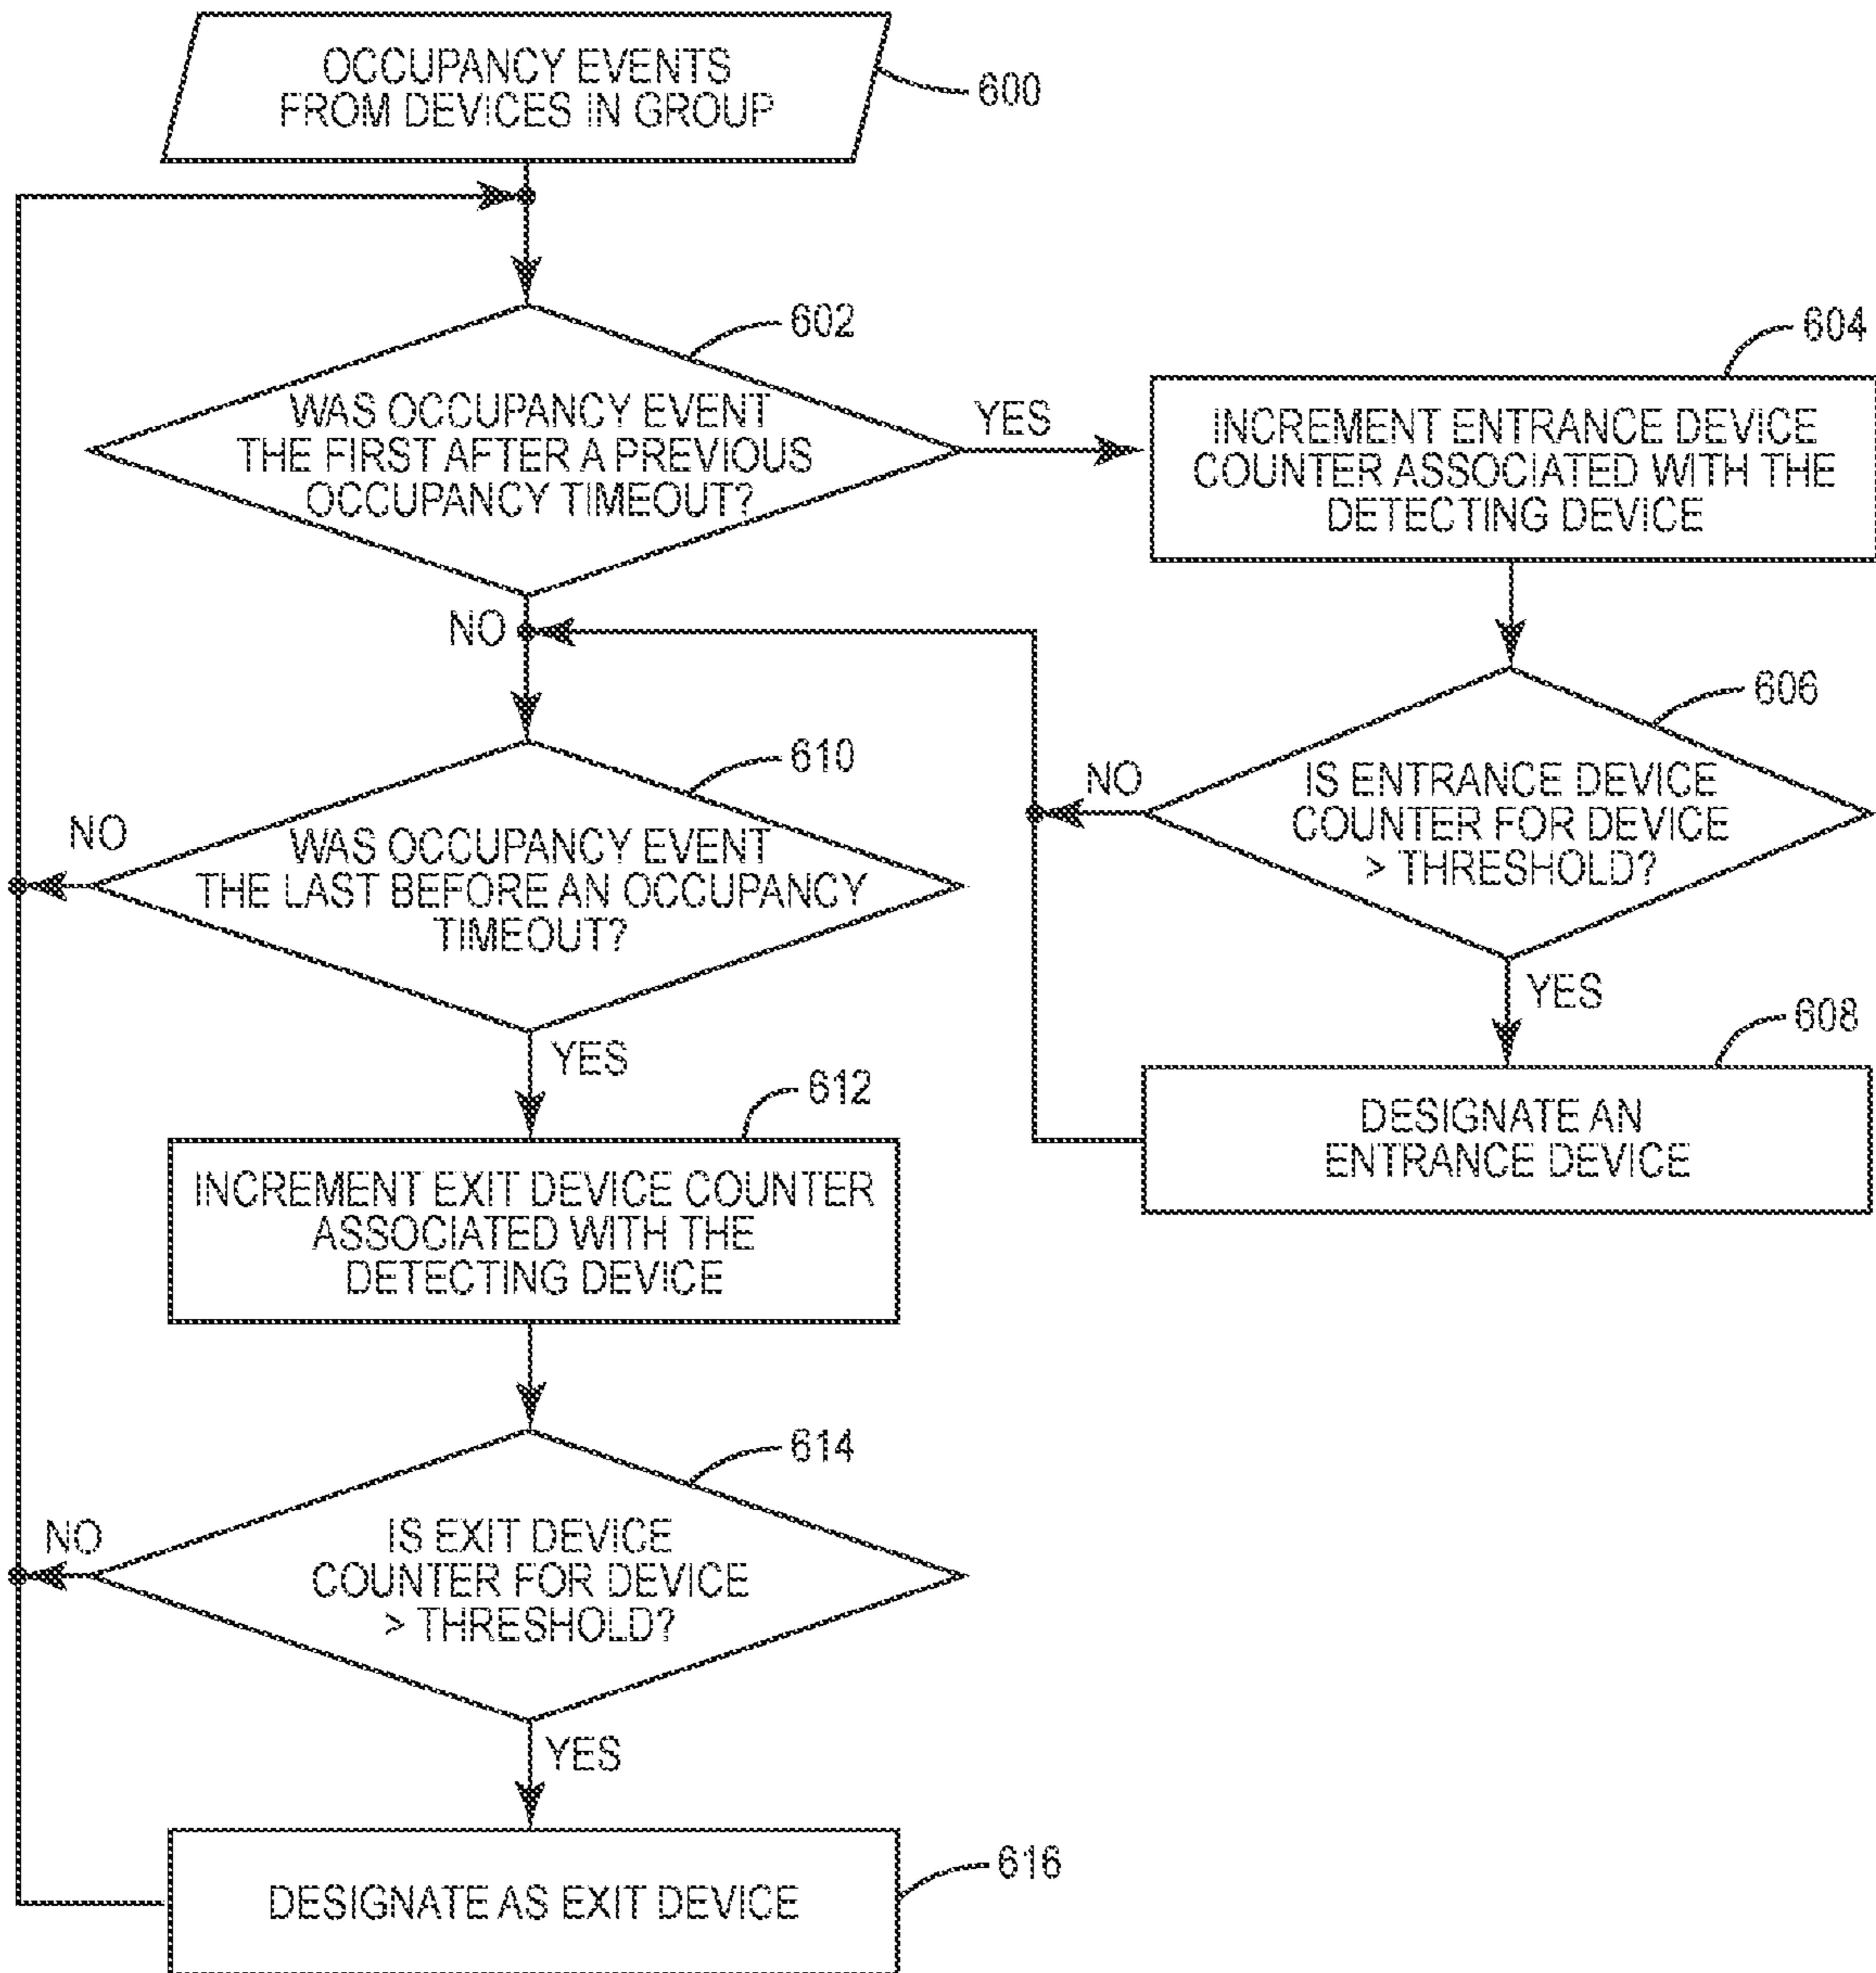 OCCUPANCY EVENTS
FROM DEVICES IN GROUP
600
602
WAS OCCUPANCY EVENT
THE FIRST AFTER A PREVIOUS
OCCUPANCY TIMEOUT?
YES
604
INCREMENT ENTRANCE DEVICE
COUNTER ASSOCIATED WITH THE
DETECTING DEVICE
NO
606
IS ENTRANCE DEVICE
COUNTER FOR DEVICE
> THRESHOLD?
NO
YES
608
DESIGNATE AN
ENTRANCE DEVICE
610
WAS OCCUPANCY EVENT
THE LAST BEFORE AN OCCUPANCY
TIMEOUT?
NO
YES
612
INCREMENT EXIT DEVICE COUNTER
ASSOCIATED WITH THE
DETECTING DEVICE
614
IS EXIT DEVICE
COUNTER FOR DEVICE
> THRESHOLD?
NO
YES
616
DESIGNATE AS EXIT DEVICE